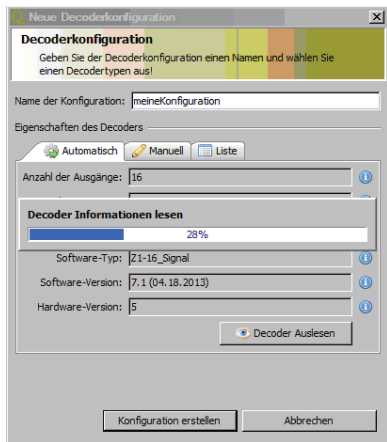 Neue Decoderkonfiguration
Decoderkonfiguration
Geben Sie der Decoderkonfiguration einen Namen und wählen Sie
einen Decodertypen aus!
Name der Konfiguration: meineKonfiguration
Eigenschaften des Decoders
Automatisch Manuell Liste
Anzahl der Ausgänge: 16
Decoder Informationen lesen
28%
Software-Typ: Z1-16_Signal
Software-Version: 7.1 (04.18.2013)
Hardware-Version: 5
Decoder Auslesen
Konfiguration erstellen Abbrechen